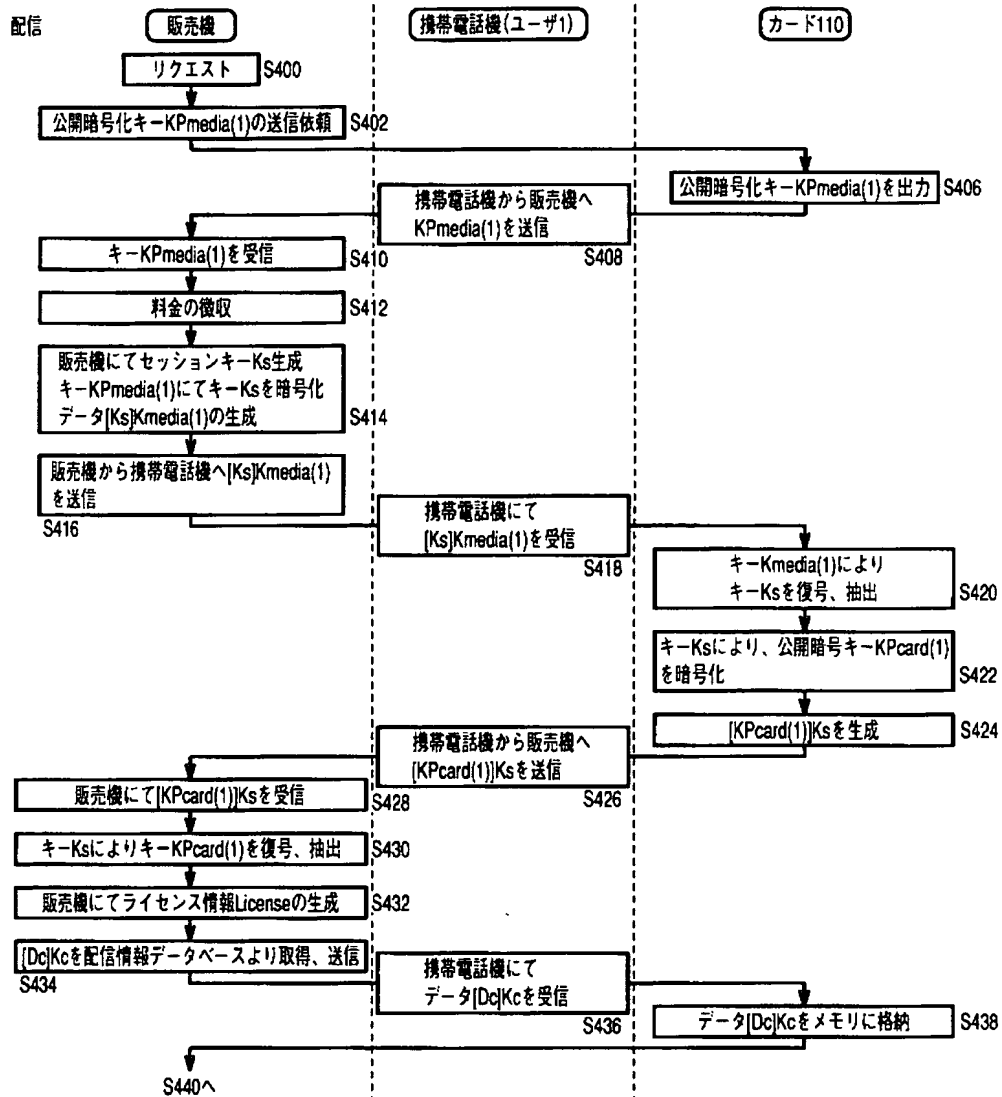 配信
販売機
携帯電話機(ユーザ1)
カード110
リクエスト
S400
公開暗号化キーKPmedia(1)の送信依頼
S402
公開暗号化キーKPmedia(1)を出力
S406
携帯電話機から販売機へ
KPmedia(1)を送信
S408
キーKPmedia(1)を受信
S410
料金の徴収
S412
販売機にてセッションキーKs生成
キーKPmedia(1)にてキーKsを暗号化
データ[Ks]Kmedia(1)の生成
S414
販売機から携帯電話機へ[Ks]Kmedia(1)
を送信
S416
携帯電話機にて
[Ks]Kmedia(1)を受信
S418
キーKmedia(1)により
キーKsを復号、抽出
S420
キーKsにより、公開暗号キーKPcard(1)
を暗号化
S422
[KPcard(1)]Ksを生成
S424
携帯電話機から販売機へ
[KPcard(1)]Ksを送信
S426
販売機にて[KPcard(1)]Ksを受信
S428
キーKsによりキーKPcard(1)を復号、抽出
S430
販売機にてライセンス情報Licenseの生成
S432
[Dc]Kcを配信情報データベースより取得、送信
S434
携帯電話機にて
データ[Dc]Kcを受信
S436
データ[Dc]Kcをメモリに格納
S438
S440へ